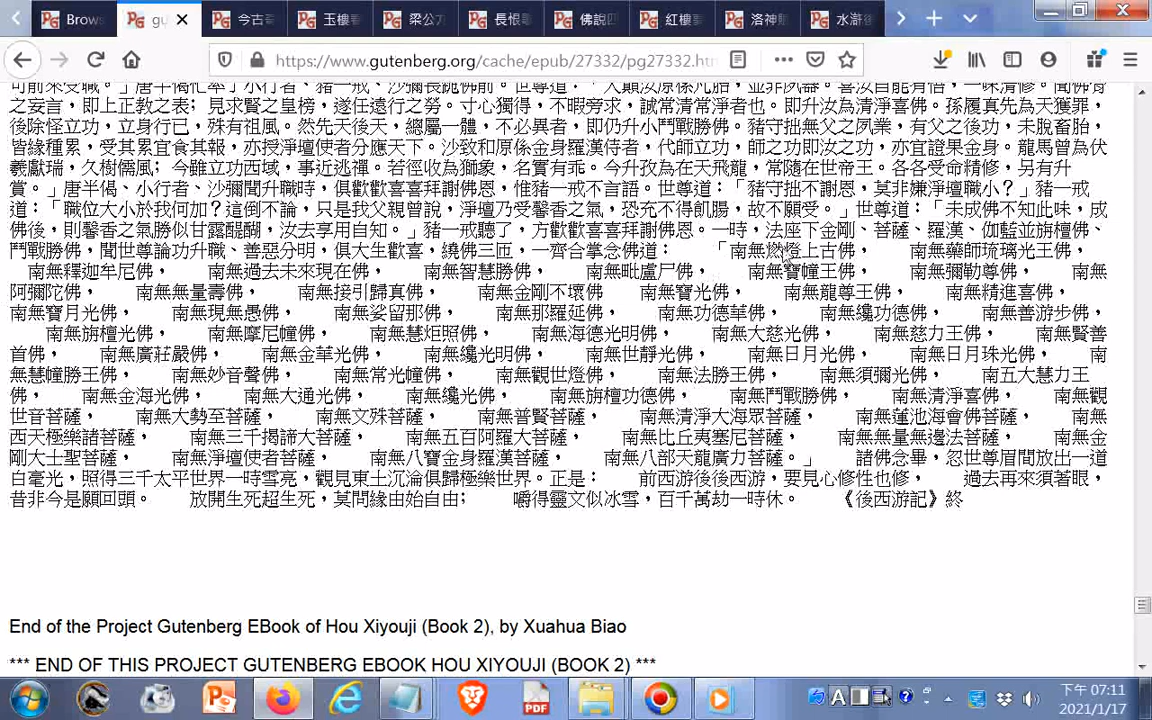 Brows
gu
今古奇
玉樓春
梁公九
長恨歌
佛說四
紅樓夢
洛神賦
水滸後
https://www.gutenberg.org/cache/epub/27332/pg27332.htm
之妄言，即上正教之表；見求賢之皇榜，遂任遠行之勞。寸心獨得，不暇旁求，誠常清常淨者也。即升汝為清淨喜佛。孫履真先為天獲罪，
後除怪立功，立身行已，殊有祖風。然先天後天，總屬一體，不必異者，即仍升小鬥戰勝佛。豬守拙無父之夙業，有父之後功，未脫畜胎，
皆緣種累，受其累宜食其報，亦授淨壇使者分應天下。沙致和原係金身羅漢侍者，代師立功，師之功即汝之功，亦宜證果金身。龍馬曾為伏
羲獻瑞，久樹儒風；今雖立功西域，事近逃禪。若徑收為獅象，名實有乖。今升孜為在天飛龍，常隨在世帝王。各各受命精修，另有升
賞。」唐半偈、小行者、沙彌聞升職時，俱歡歡喜喜拜謝佛恩，惟豬一戒不言語。世尊道：「豬守拙不謝恩，莫非嫌淨壇職小？」豬一戒
道：「職位大小於我何加？這倒不論，只是我父親曾說，淨壇乃受馨香之氣，恐充不得飢腸，故不願受。」世尊道：「未成佛不知此味，成
佛後，則馨香之氣勝似甘露醍醐，汝去享用自知。」豬一戒聽了，方歡歡喜喜拜謝佛恩。一時，法座下金剛、菩薩、羅漢、伽藍並旃檀佛、
鬥戰勝佛，聞世尊論功升職、善惡分明，俱大生歡喜，繞佛三匝，一齊合掌念佛道： 「南無燃燈上古佛， 南無藥師琉璃光王佛，
南無釋迦牟尼佛， 南無過去未來現在佛， 南無智慧勝佛， 南無毗盧尸佛， 南無寶幢王佛， 南無彌勒尊佛， 南無
阿彌陀佛， 南無無量壽佛， 南無接引歸真佛， 南無金剛不壞佛 南無寶光佛， 南無龍尊王佛， 南無精進喜佛，
南無寶月光佛， 南無現無愚佛， 南無娑留那佛， 南無那羅延佛， 南無功德華佛， 南無纔功德佛， 南無善游步佛，
南無旃檀光佛， 南無摩尼幢佛， 南無慧炬照佛， 南無海德光明佛， 南無大慈光佛， 南無慈力王佛， 南無賢善
首佛， 南無廣莊嚴佛， 南無金華光佛， 南無纔光明佛， 南無世靜光佛， 南無日月光佛， 南無日月珠光佛， 南
無慧幢勝王佛， 南無妙音聲佛， 南無常光幢佛， 南無觀世燈佛， 南無法勝王佛， 南無須彌光佛， 南五大慧力王
佛， 南無金海光佛， 南無大通光佛， 南無纔光佛， 南無旃檀功德佛， 南無鬥戰勝佛， 南無清淨喜佛， 南無觀
世音菩薩， 南無大勢至菩薩， 南無文殊菩薩， 南無普賢菩薩， 南無清淨大海眾菩薩， 南無蓮池海會佛菩薩， 南無
西天極樂諸菩薩， 南無三千揭諦大菩薩， 南無五百阿羅大菩薩， 南無比丘夷塞尼菩薩， 南無無量無邊法菩薩， 南無金
剛大士聖菩薩， 南無淨壇使者菩薩， 南無八寶金身羅漢菩薩， 南無八部天龍廣力菩薩。」 諸佛念畢，忽世尊眉間放出一道
白毫光，照得三千太平世界一時雪亮，觀見東土沉淪俱歸極樂世界。正是： 前西游後後西游，要見心修性也修， 過去再來須著眼，
昔非今是願回頭。 放開生死超生死，莫問緣由始自由； 嚼得靈文似冰雪，百千萬劫一時休。 《後西游記》終
End of the Project Gutenberg EBook of Hou Xiyouji (Book 2), by Xuahua Biao
*** END OF THIS PROJECT GUTENBERG EBOOK HOU XIYOUJI (BOOK 2) ***
PDF
A
下午 07:11
2021/1/17